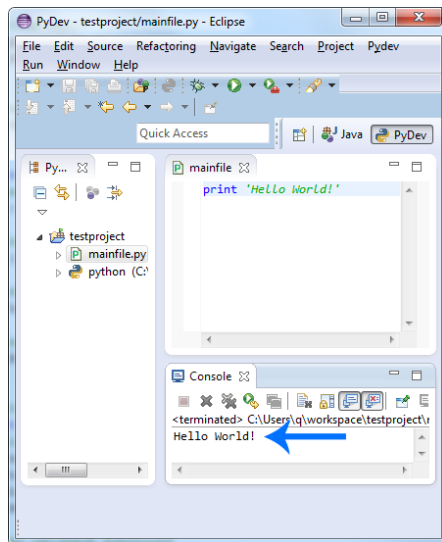 PyDev - testproject/mainfile.py - Eclipse
File Edit Source Refactoring Navigate Search Project Pydev
Run Window Help
Quick Access
Java
PyDev
Py...
mainfile
print 'Hello World!'
testproject
mainfile.py
python (C:\
Console
<terminated> C:\Users\q\workspace\testproject\
Hello World!